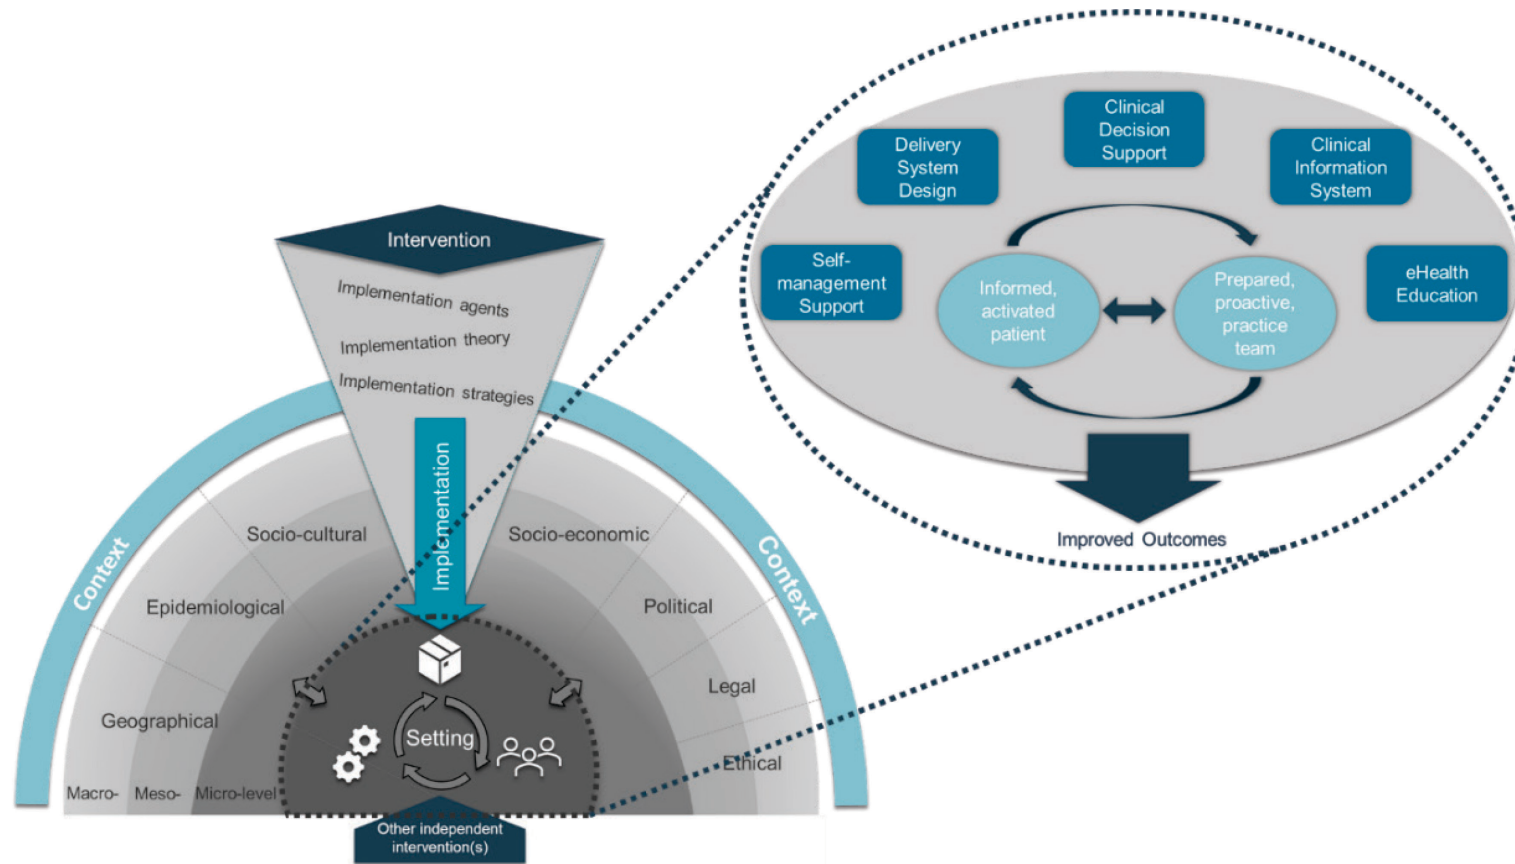 Intervention
Implementation agents
Implementation theory
Implementation strategies
Implementation
Context
Context
Socio-cultural
Socio-economic
Epidemiological
Political
Geographical
Legal
Ethical
Setting
Macro-
Meso-
Micro-level
Other independent
intervention(s)
Clinical
Decision
Support
Delivery
System
Design
Clinical
Information
System
Self-
management
Support
eHealth
Education
Informed,
activated
patient
Prepared,
proactive,
practice
team
Improved Outcomes